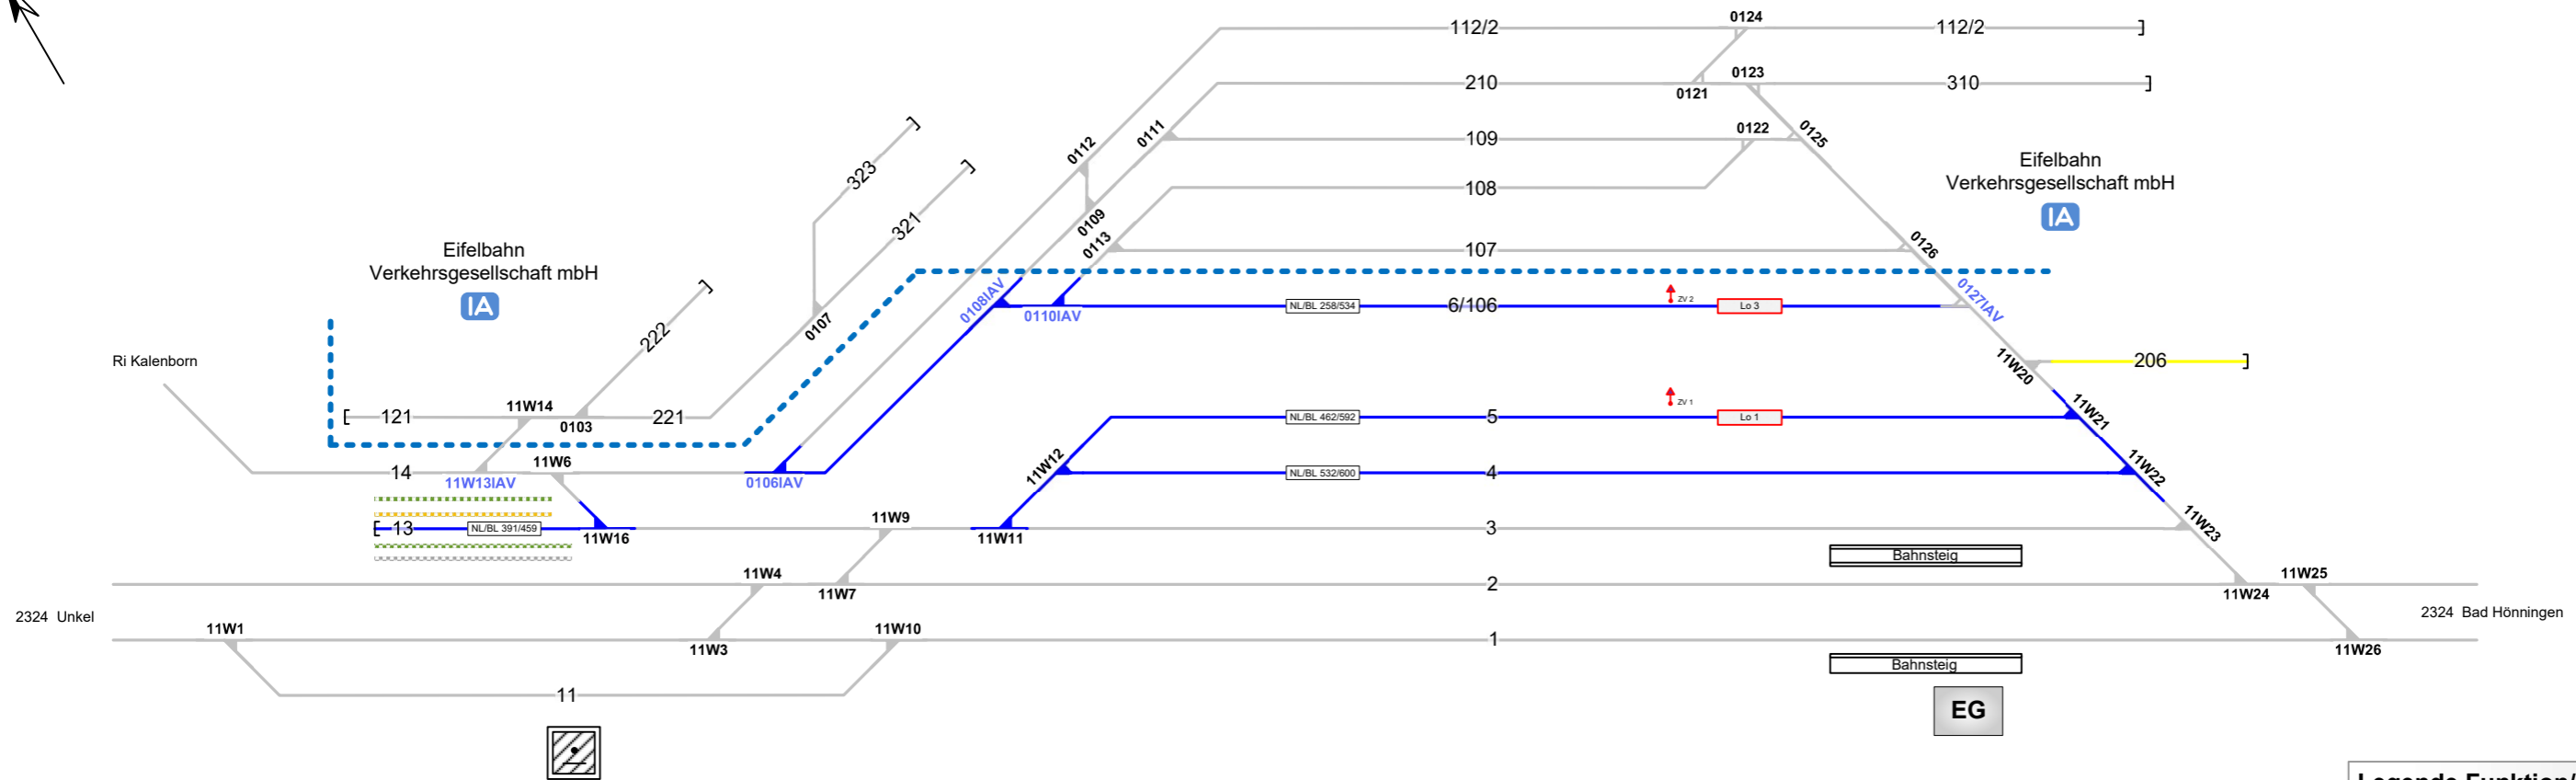 112/2
0124
112/2
210
0121
0123
310
109
0122
0125
108
107
0126
0112
0111
0109
0113
323
321
Eifelbahn
Verkehrsgesellschaft mbH
IA
Eifelbahn
Verkehrsgesellschaft mbH
IA
222
0107
0108IAV
0110IAV
NL/BL 258/534
6/106
ZV 2
Lo 3
0127IAV
Ri Kalenborn
11W20
206
121
11W14
0103
221
NL/BL 462/592
5
ZV 1
Lo 1
11W21
14
11W13IAV
11W6
0106IAV
11W12
NL/BL 532/600
4
11W22
13
NL/BL 391/459
11W16
11W9
11W11
3
11W23
Bahnsteig
11W4
11W7
2
11W25
11W24
2324 Unkel
2324 Bad Hönningen
11W1
11W3
11W10
1
11W26
Bahnsteig
11
EG